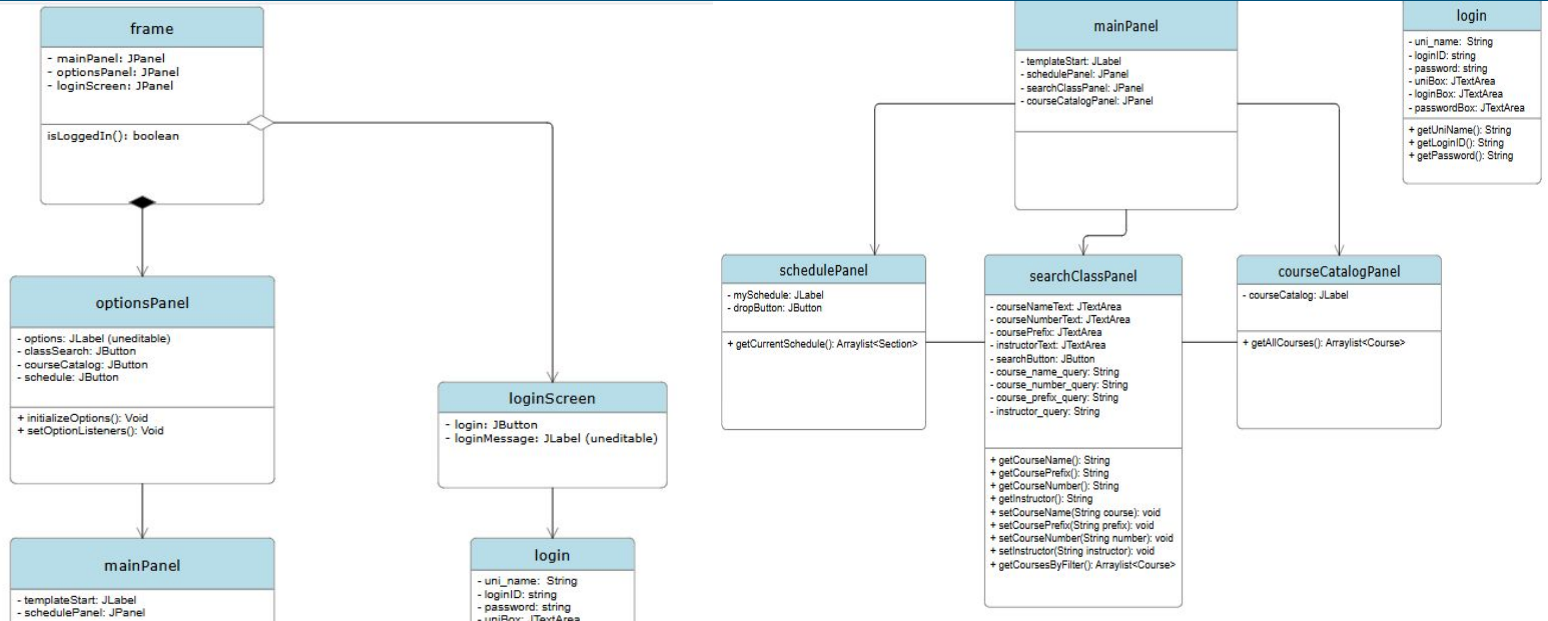 frame
- mainPanel: JPanel
- optionsPanel: JPanel
- loginScreen: JPanel
isLoggedIn(): boolean
optionsPanel
- options: JLabel (uneditable)
- classSearch: JButton
- courseCatalog: JButton
- schedule: JButton
+ initializeOptions(): Void
+ setOptionListeners(): Void
mainPanel
- templateStart: JLabel
- schedulePanel: JPanel
loginScreen
- login: JButton
- loginMessage: JLabel (uneditable)
login
- uni_name: String
- loginID: string
- password: string
- uniBox: JTextArea
mainPanel
- templateStart: JLabel
- schedulePanel: JPanel
- searchClassPanel: JPanel
- courseCatalogPanel: JPanel
login
- uni_name: String
- loginID: string
- password: string
- uniBox: JTextArea
- loginBox: JTextArea
- passwordBox: JTextArea
+ getUniName(): String
+ getLoginID(): String
+ getPassword(): String
schedulePanel
- mySchedule: JLabel
- dropButton: JButton
+ getCurrentSchedule(): Arraylist<Section>
searchClassPanel
- courseNameText: JTextArea
- courseNumberText: JTextArea
- coursePrefix: JTextArea
- instructorText: JTextArea
- searchButton: JButton
- course_name_query: String
- course_number_query: String
- course_prefix_query: String
- instructor_query: String
+ getCourseName(): String
+ getCoursePrefix(): String
+ getCourseNumber(): String
+ getInstructor(): String
+ setCourseName(String course): void
+ setCoursePrefix(String prefix): void
+ setCourseNumber(String number): void
+ setInstructor(String instructor): void
+ getCoursesByFilter(): Arraylist<Course>
courseCatalogPanel
- courseCatalog: JLabel
+ getAllCourses(): Arraylist<Course>